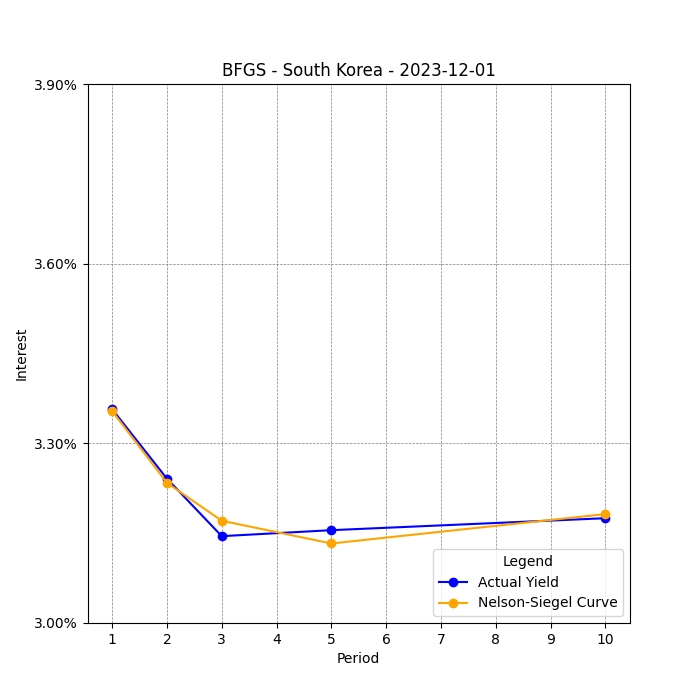 BFGS - South Korea - 2023-12-01
3.90%
3.60%
3.30%
3.00%
Interest
1 2 3 4 5 6 7 8 9 10
Period
Legend
Actual Yield
Nelson-Siegel Curve